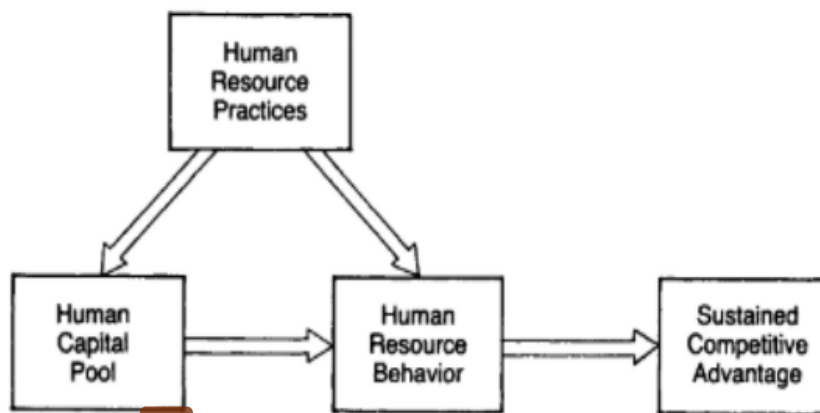 Human
Resource
Practices
Human
Capital
Pool
Human
Resource
Behavior
Sustained
Competitive
Advantage